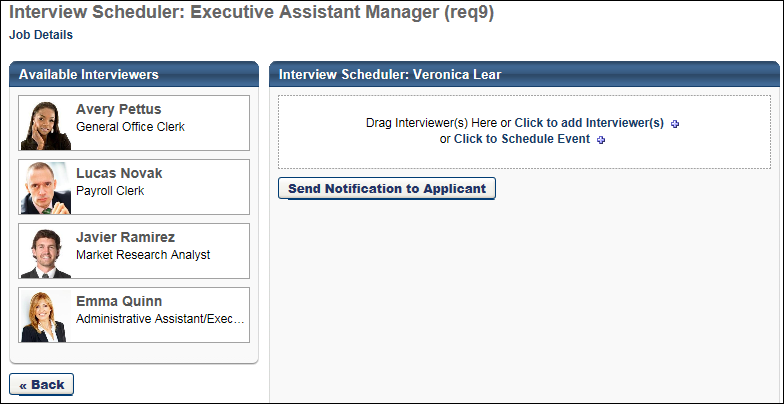 Interview Scheduler: Executive Assistant Manager (req9)
Job Details
Available Interviewers
Avery Pettus
General Office Clerk
Lucas Novak
Payroll Clerk
Javier Ramirez
Market Research Analyst
Emma Quinn
Administrative Assistant/Exec...
« Back
Interview Scheduler: Veronica Lear
Drag Interviewer(s) Here or Click to add Interviewer(s)
or Click to Schedule Event
Send Notification to Applicant